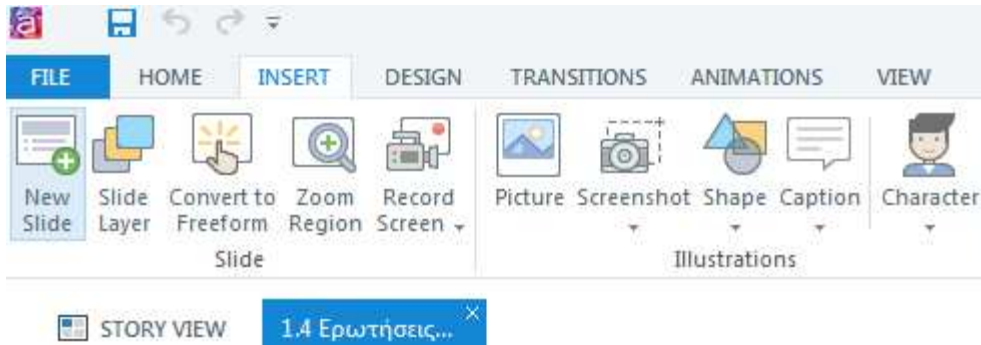 FILE HOME INSERT DESIGN TRANSITIONS ANIMATIONS VIEW
New Slide Convert to Zoom Record Picture Screenshot Shape Caption Character
Slide Layer Freeform Region Screen
Slide Illustrations
STORY VIEW 1.4 Ερωτήσεις...